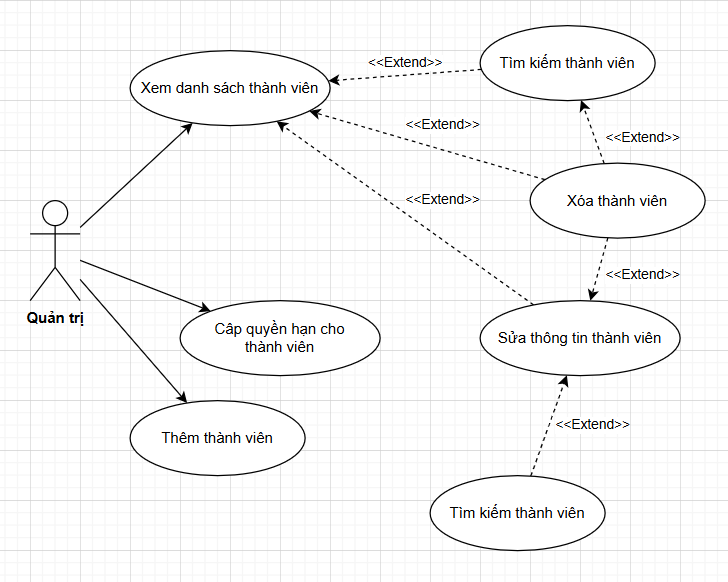 Tìm kiếm thành viên
<<Extend>>
Xem danh sách thành viên
<<Extend>>
<<Extend>>
Xóa thành viên
<<Extend>>
<<Extend>>
Quản trị
Cấp quyền hạn cho
thành viên
Sửa thông tin thành viên
<<Extend>>
Thêm thành viên
Tìm kiếm thành viên